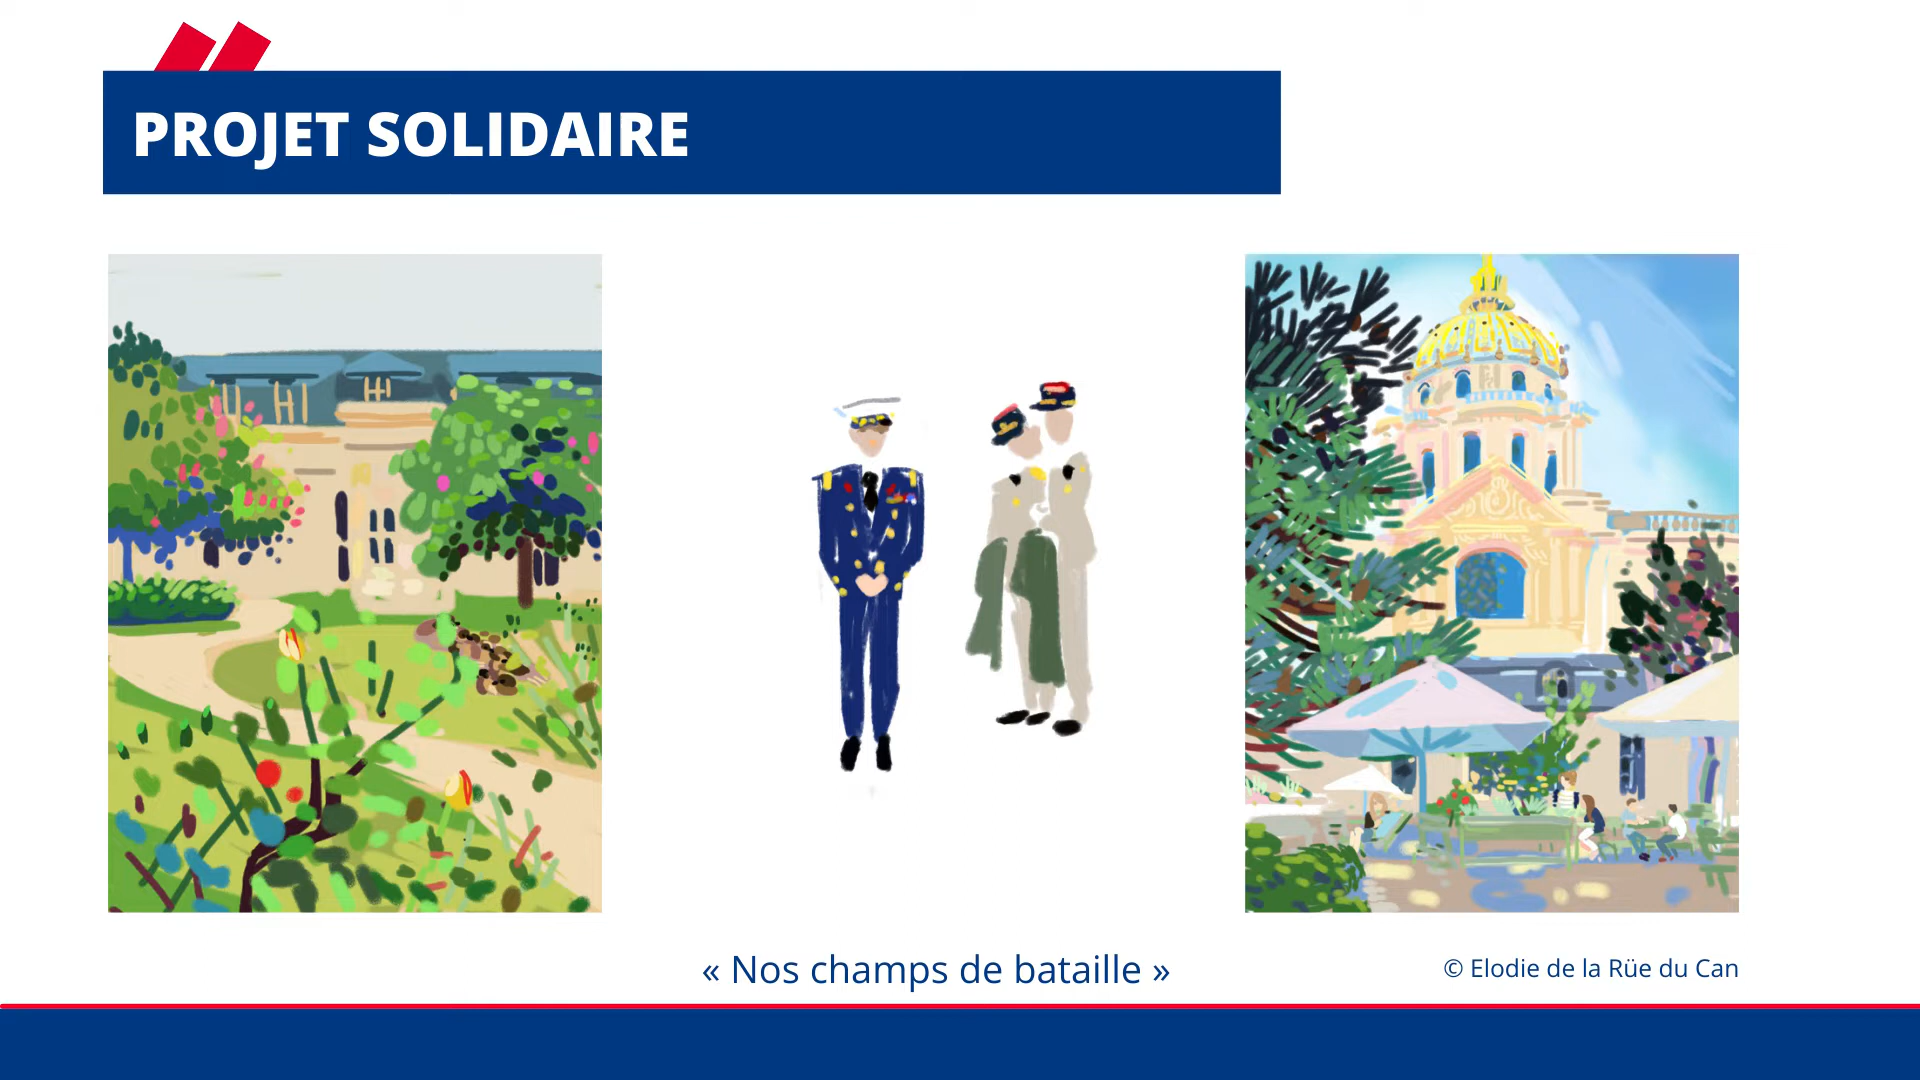 PROJET SOLIDAIRE
« Nos champs de bataille »
© Elodie de la Rüe du Can